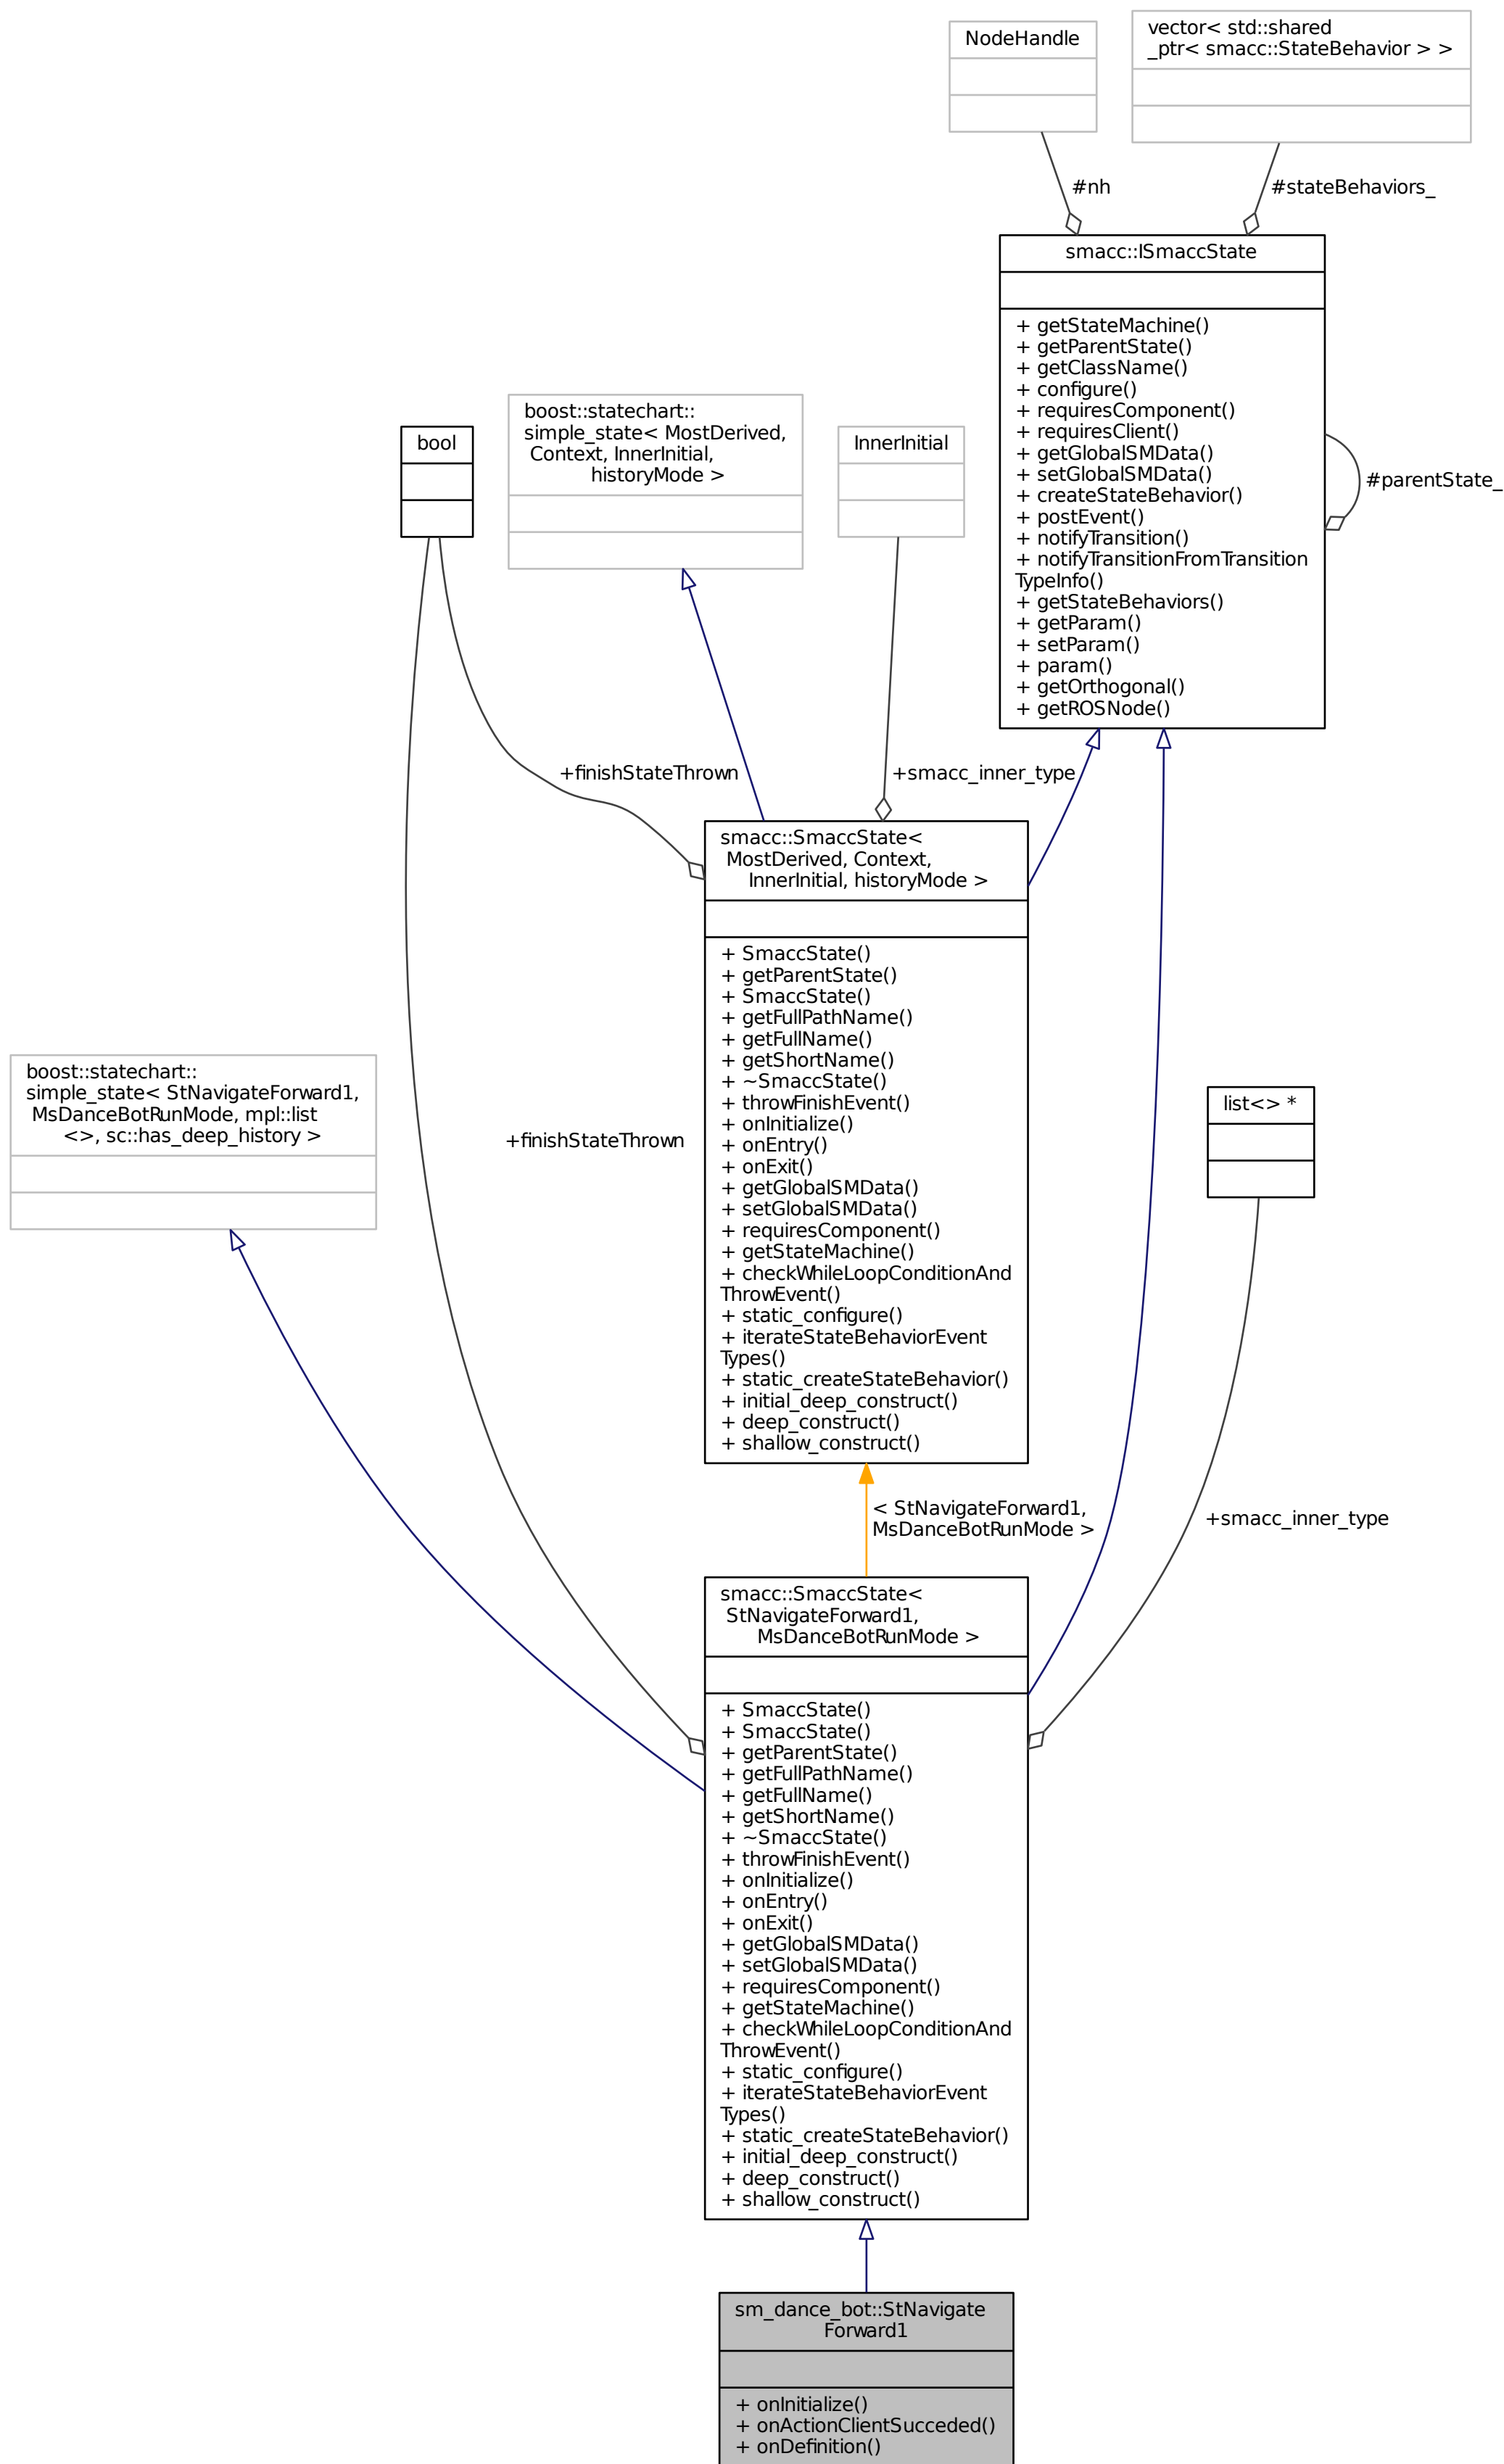 NodeHandle
vector< std::shared
_ptr< smacc::StateBehavior > >
#nh
#stateBehaviors_
smacc::ISmaccState
+ getStateMachine()
+ getParentState()
+ getClassName()
+ configure()
+ requiresComponent()
+ requiresClient()
+ getGlobalSMData()
+ setGlobalSMData()
+ createStateBehavior()
+ postEvent()
+ notifyTransition()
+ notifyTransitionFromTransition
TypeInfo()
+ getStateBehaviors()
+ getParam()
+ setParam()
+ param()
+ getOrthogonal()
+ getROSNode()
#parentState_
bool
boost::statechart::
simple_state< MostDerived,
Context, InnerInitial,
historyMode >
InnerInitial
+finishStateThrown
+smacc_inner_type
smacc::SmaccState<
MostDerived, Context,
InnerInitial, historyMode >
+ SmaccState()
+ getParentState()
+ SmaccState()
+ getFullPathName()
+ getFullName()
+ getShortName()
+ ~SmaccState()
+ throwFinishEvent()
+ onInitialize()
+ onEntry()
+ onExit()
+ getGlobalSMData()
+ setGlobalSMData()
+ requiresComponent()
+ getStateMachine()
+ checkWhileLoopConditionAnd
ThrowEvent()
+ static_configure()
+ iterateStateBehaviorEvent
Types()
+ static_createStateBehavior()
+ initial_deep_construct()
+ deep_construct()
+ shallow_construct()
boost::statechart::
simple_state< StNavigateForward1,
MsDanceBotRunMode, mpl::list
<>, sc::has_deep_history >
+finishStateThrown
list<> *
< StNavigateForward1,
MsDanceBotRunMode >
+smacc_inner_type
smacc::SmaccState<
StNavigateForward1,
MsDanceBotRunMode >
+ SmaccState()
+ SmaccState()
+ getParentState()
+ getFullPathName()
+ getFullName()
+ getShortName()
+ ~SmaccState()
+ throwFinishEvent()
+ onInitialize()
+ onEntry()
+ onExit()
+ getGlobalSMData()
+ setGlobalSMData()
+ requiresComponent()
+ getStateMachine()
+ checkWhileLoopConditionAnd
ThrowEvent()
+ static_configure()
+ iterateStateBehaviorEvent
Types()
+ static_createStateBehavior()
+ initial_deep_construct()
+ deep_construct()
+ shallow_construct()
sm_dance_bot::StNavigate
Forward1
+ onInitialize()
+ onActionClientSucceded()
+ onDefinition()